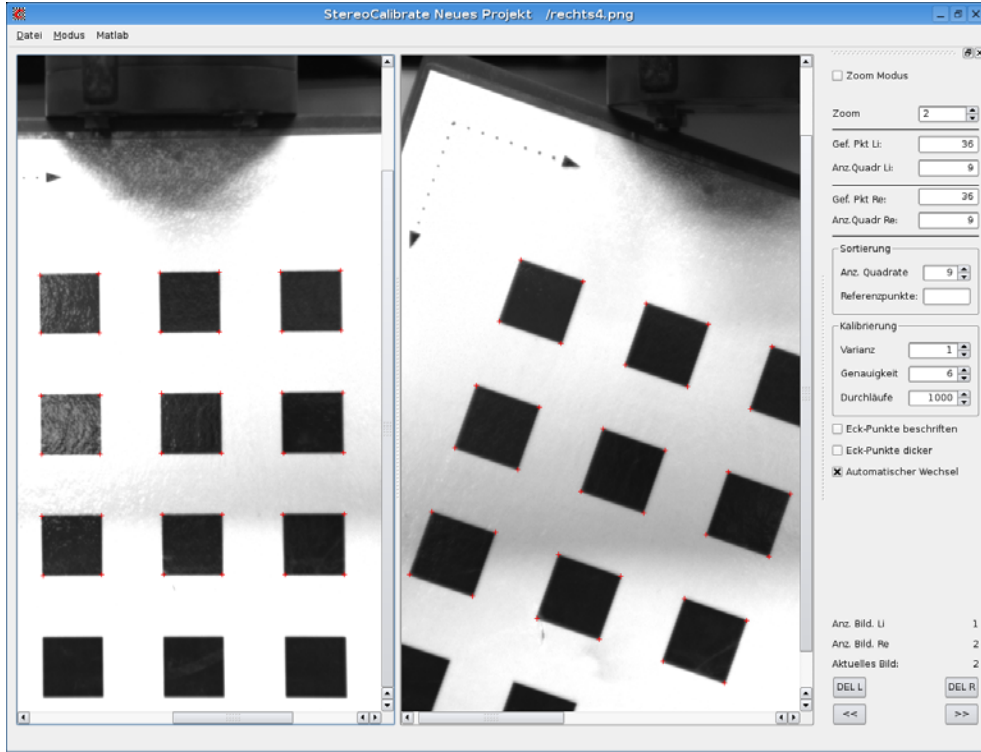 StereoCalibrate Neues Projekt /rechts4.png
Datei Modus Matlab
Zoom Modus
Zoom 2
Gef. Pkt Li: 36
Anz.Quadr Li: 9
Gef. Pkt Re: 36
Anz.Quadr Re: 9
Sortierung
Anz. Quadrate 9
Referenzpunkte:
Kalibrierung
Varianz 1
Genauigkeit 6
Durchläufe 1000
Eck-Punkte beschriften
Eck-Punkte dicker
Automatischer Wechsel
Anz. Bild. Li 1
Anz. Bild. Re 2
Aktuelles Bild: 2
DEL L DEL R
<< >>